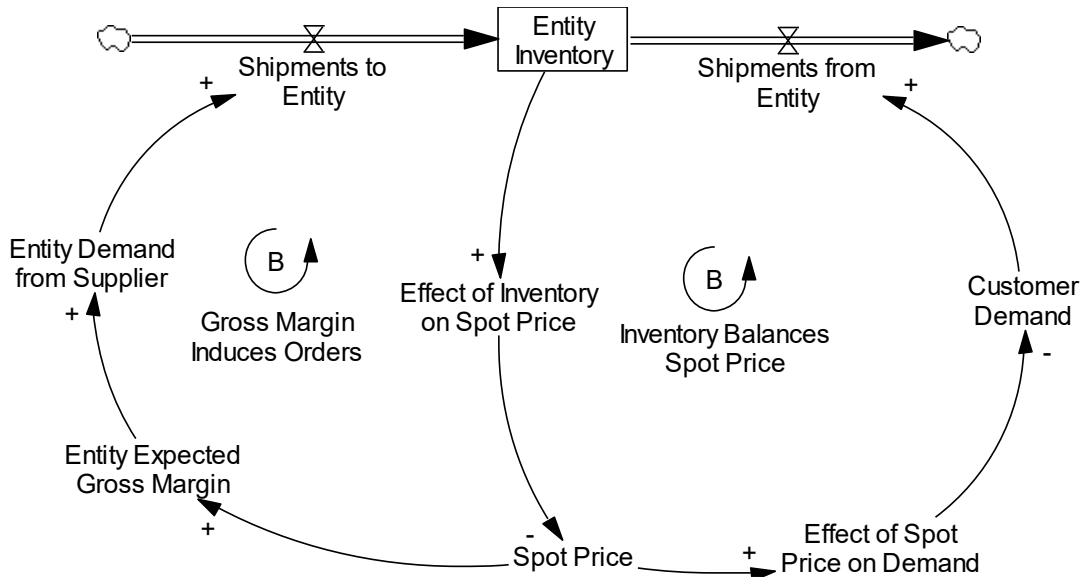 Entity
Inventory
Shipments to
Entity
+
Shipments from
Entity
+
Entity Demand
from Supplier
+
B
Gross Margin
Induces Orders
+
Effect of Inventory
on Spot Price
B
Inventory Balances
Spot Price
Customer
Demand
-
Entity Expected
Gross Margin
+
-
Spot Price
+
Effect of Spot
Price on Demand